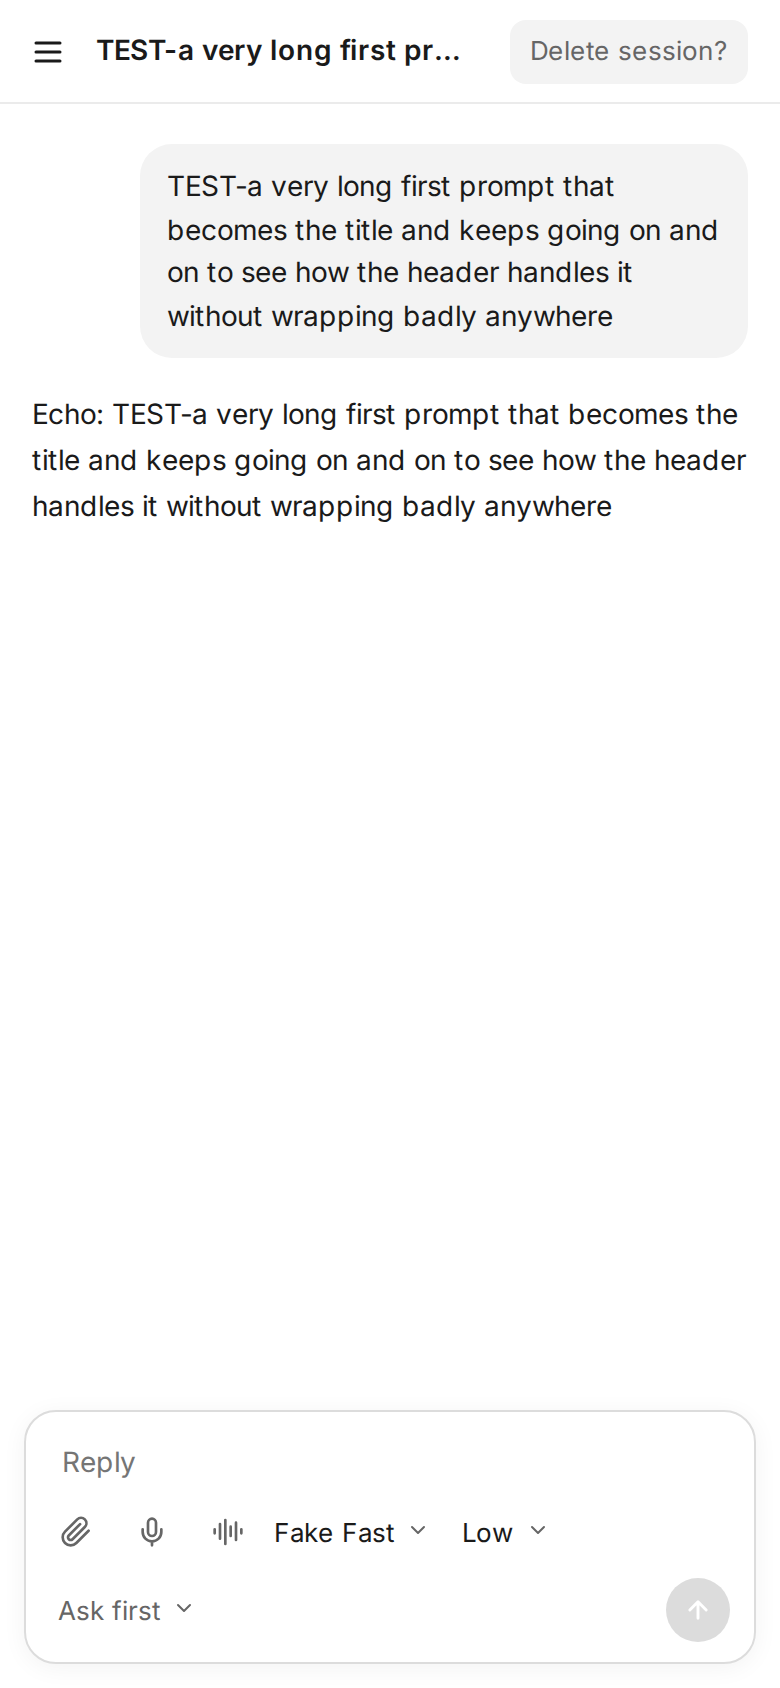 TEST-a very long first pr...
Delete session?
TEST-a very long first prompt that
becomes the title and keeps going on and
on to see how the header handles it
without wrapping badly anywhere
Echo: TEST-a very long first prompt that becomes the
title and keeps going on and on to see how the header
handles it without wrapping badly anywhere
Reply
Fake Fast
Low
Ask first